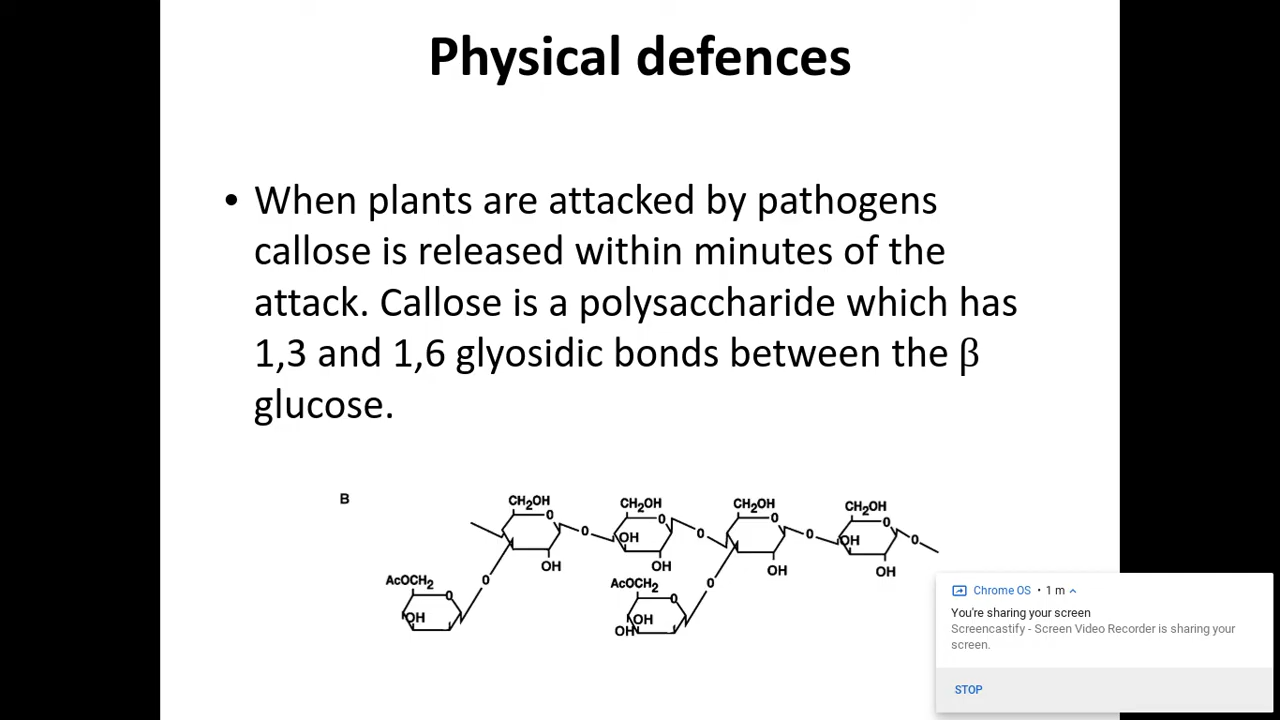 Physical defences
• When plants are attacked by pathogens
callose is released within minutes of the
attack. Callose is a polysaccharide which has
1,3 and 1,6 glyosidic bonds between the β
glucose.
B
CH₂OH CH₂OH CH₂OH CH₂OH
O O O O
O O O O
OH OH
OH OH OH OH
AcOCH₂ O AcOCH₂ O
O O
OH OH
OH
Chrome OS • 1 m
You're sharing your screen
Screencastify - Screen Video Recorder is sharing your
screen.
STOP